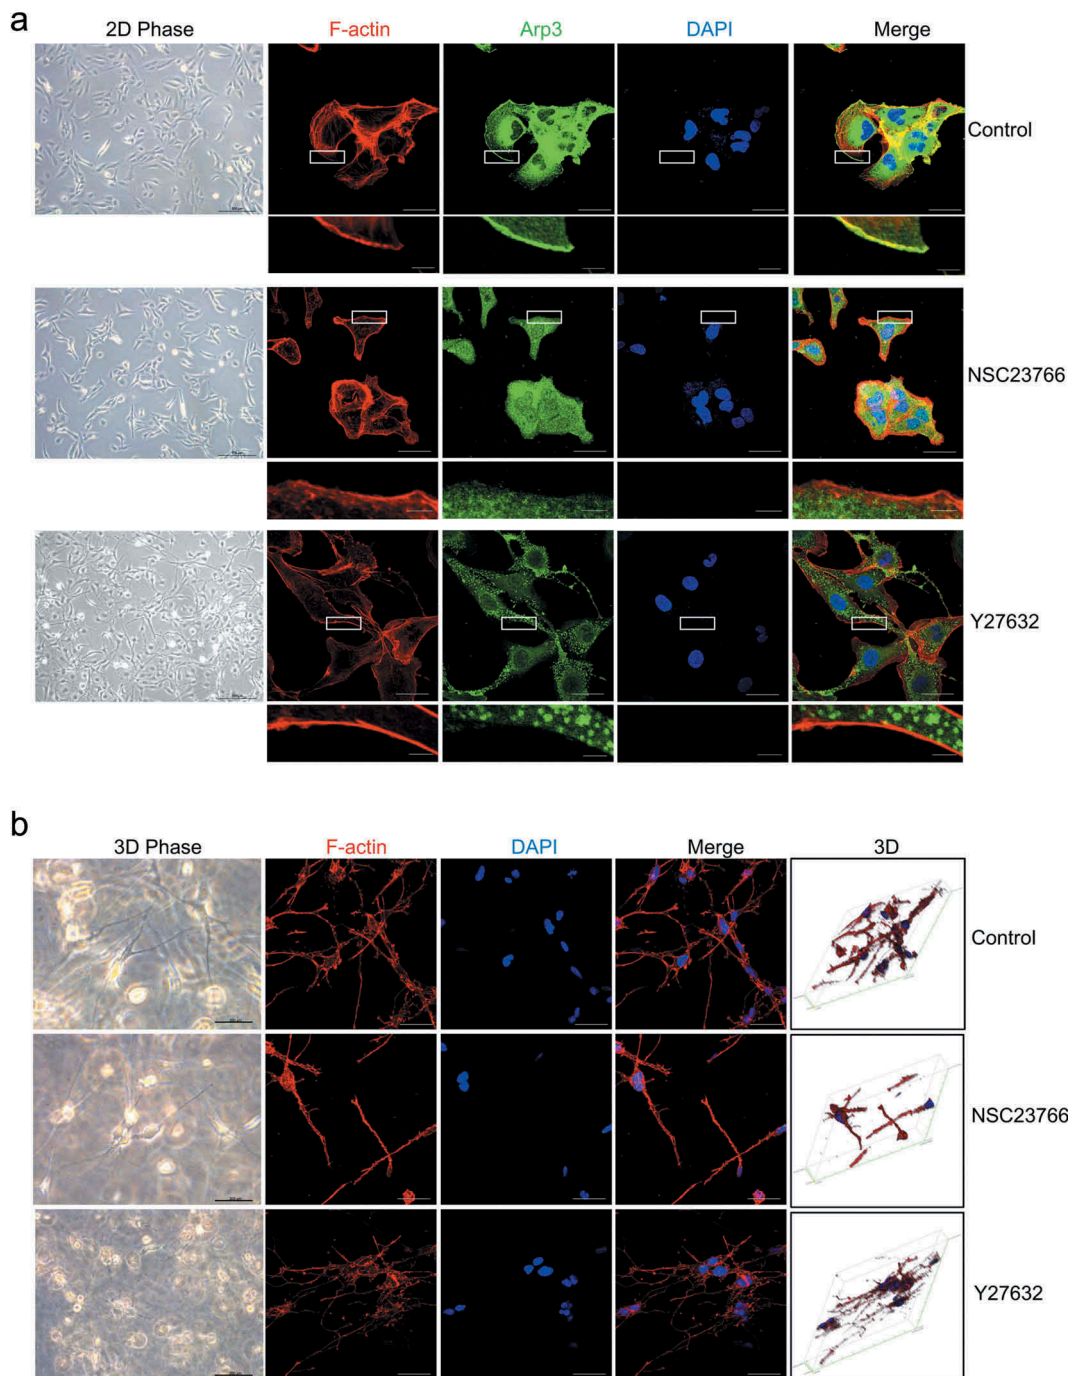 a
2D Phase F-actin Arp3 DAPI Merge
Control
NSC23766
Y27632
b
3D Phase F-actin DAPI Merge 3D
Control
NSC23766
Y27632